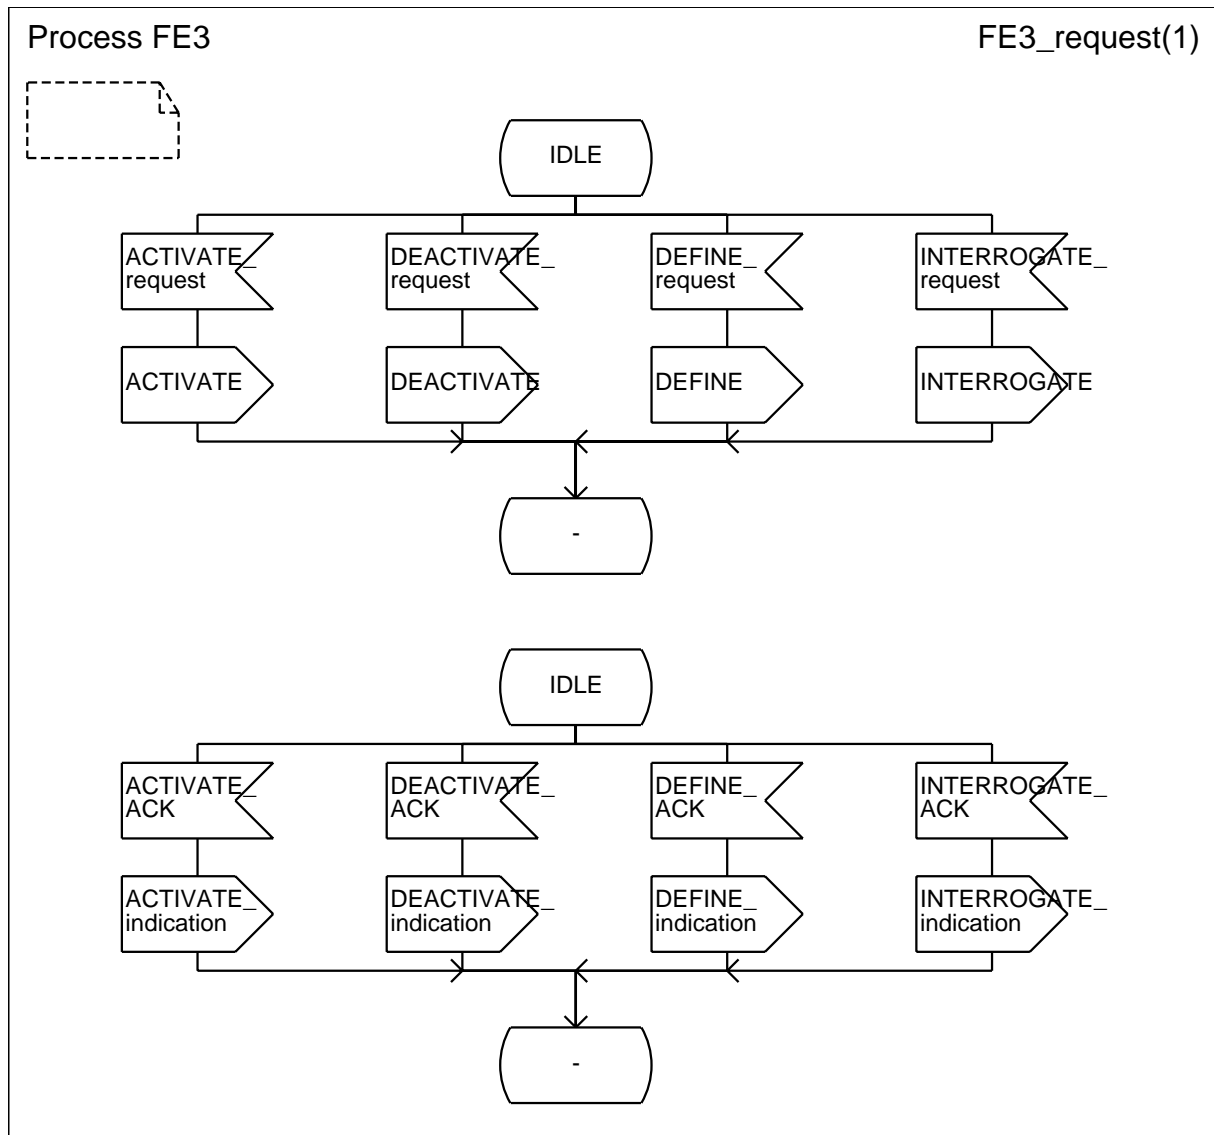 Process FE3
FE3_request(1)
IDLE
ACTIVATE_
request
DEACTIVATE_
request
DEFINE_
request
INTERROGATE_
request
ACTIVATE
DEACTIVATE
DEFINE
INTERROGATE
-
IDLE
ACTIVATE_
ACK
DEACTIVATE_
ACK
DEFINE_
ACK
INTERROGATE_
ACK
ACTIVATE_
indication
DEACTIVATE_
indication
DEFINE_
indication
INTERROGATE_
indication
-